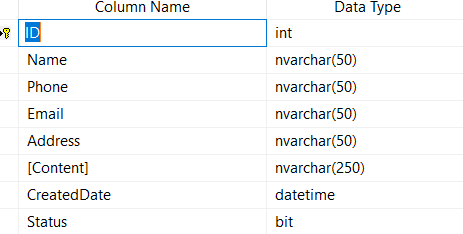 Column Name Data Type
ID int
Name nvarchar(50)
Phone nvarchar(50)
Email nvarchar(50)
Address nvarchar(50)
[Content] nvarchar(250)
CreatedDate datetime
Status bit